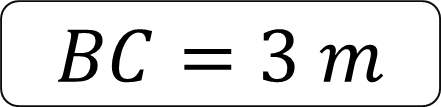 BC = 3 m